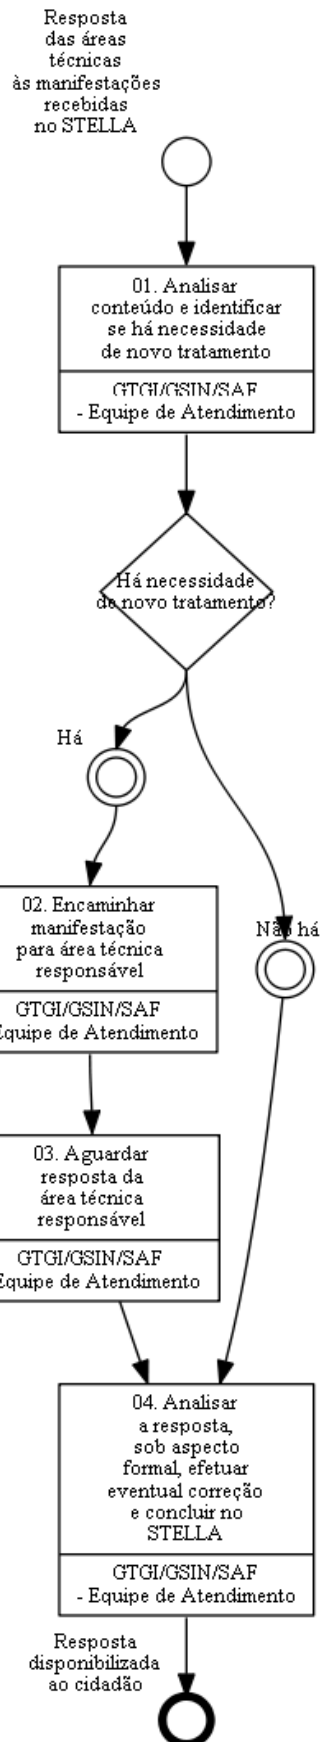 Resposta
das áreas
técnicas
às manifestações
recebidas
no STELLA
01. Analisar
conteúdo e identificar
se há necessidade
de novo tratamento
GTGI/GSIN/SAF
- Equipe de Atendimento
Há necessidade
de novo tratamento?
Há
02. Encaminhar
manifestação
para área técnica
responsável
GTGI/GSIN/SAF
Equipe de Atendimento
Não há
03. Aguardar
resposta da
área técnica
responsável
GTGI/GSIN/SAF
Equipe de Atendimento
04. Analisar
a resposta,
sob aspecto
formal, efetuar
eventual correção
e concluir no
STELLA
GTGI/GSIN/SAF
- Equipe de Atendimento
Resposta
disponibilizada
ao cidadão